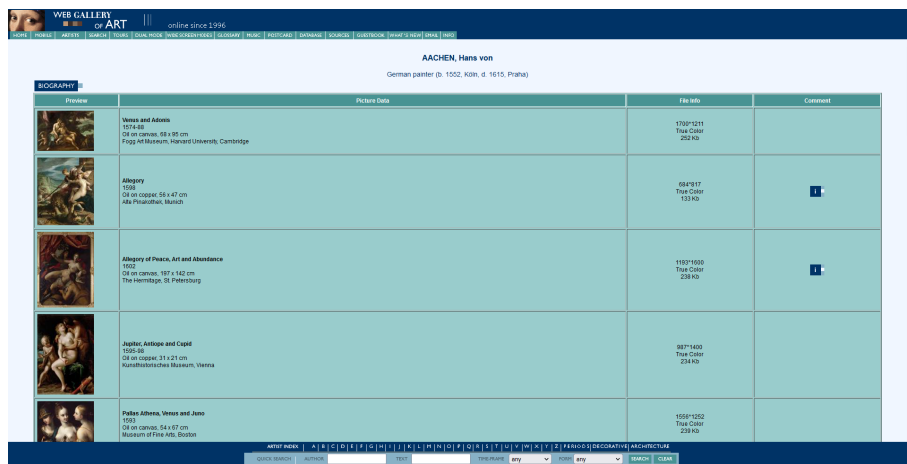 WEB GALLERY
OF ART
online since 1996
HOME | MOBILE | ARTISTS | SEARCH | TOURS | DUAL MODE | WIDE SCREEN MODES | GLOSSARY | MUSIC | POSTCARD | DATABASE | SOURCES | GUESTBOOK | WHAT'S NEW | EMAIL | INFO
AACHEN, Hans von
German painter (b. 1552, Köln, d. 1615, Praha)
BIOGRAPHY
Preview Picture Data File Info Comment
Venus and Adonis
1574-88
Oil on canvas, 68 x 95 cm
Fogg Art Museum, Harvard University, Cambridge
1700*1211
True Color
252 Kb
Allegory
1598
Oil on copper, 56 x 47 cm
Alte Pinakothek, Munich
684*817
True Color
133 Kb
i
Allegory of Peace, Art and Abundance
1602
Oil on canvas, 197 x 142 cm
The Hermitage, St. Petersburg
1193*1600
True Color
238 Kb
i
Jupiter, Antiope and Cupid
1595-98
Oil on copper, 31 x 21 cm
Kunsthistorisches Museum, Vienna
987*1400
True Color
234 Kb
Pallas Athena, Venus and Juno
1593
Oil on canvas, 54 x 67 cm
Museum of Fine Arts, Boston
1556*1252
True Color
239 Kb
ARTIST INDEX | A | B | C | D | E | F | G | H | I | J | K | L | M | N | O | P | Q | R | S | T | U | V | W | X | Y | Z | PERIODS | DECORATIVE | ARCHITECTURE
QUICK SEARCH AUTHOR TEXT TIME-FRAME any FORM any SEARCH CLEAR